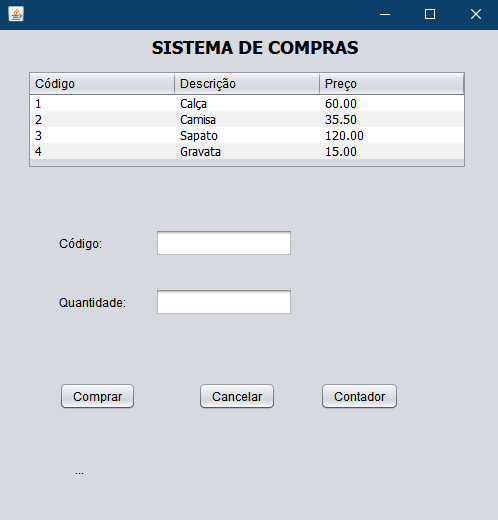 SISTEMA DE COMPRAS
Código Descrição Preço
1 Calça 60.00
2 Camisa 35.50
3 Sapato 120.00
4 Gravata 15.00
Código:
Quantidade:
Comprar Cancelar Contador
...